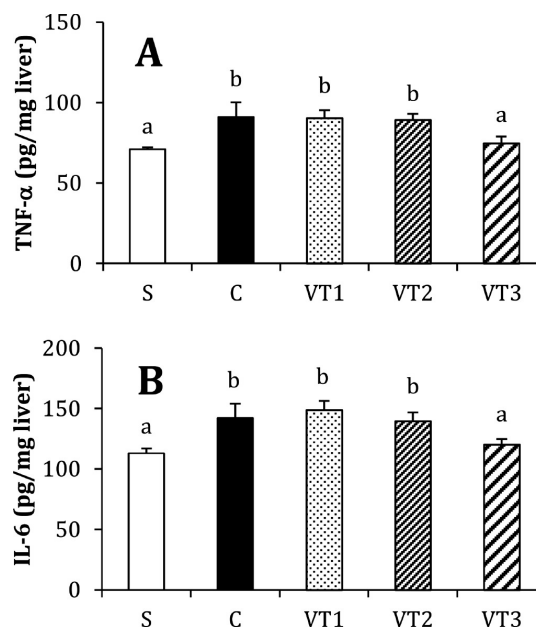 150
A
b
b
b
100
a
a
50
0
TNF-α (pg/mg liver)
S C VT1 VT2 VT3
200
B
b
b
b
150
a
a
100
50
0
IL-6 (pg/mg liver)
S C VT1 VT2 VT3